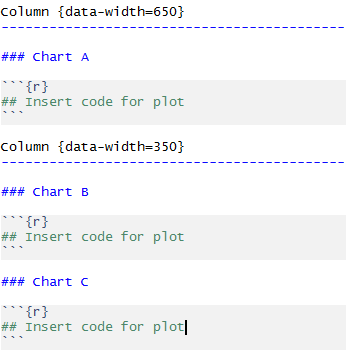 Column {data-width=650}
-------------------------------------------
### Chart A
```{r}
## Insert code for plot
```
Column {data-width=350}
-------------------------------------------
### Chart B
```{r}
## Insert code for plot
```
### Chart C
```{r}
## Insert code for plot
```